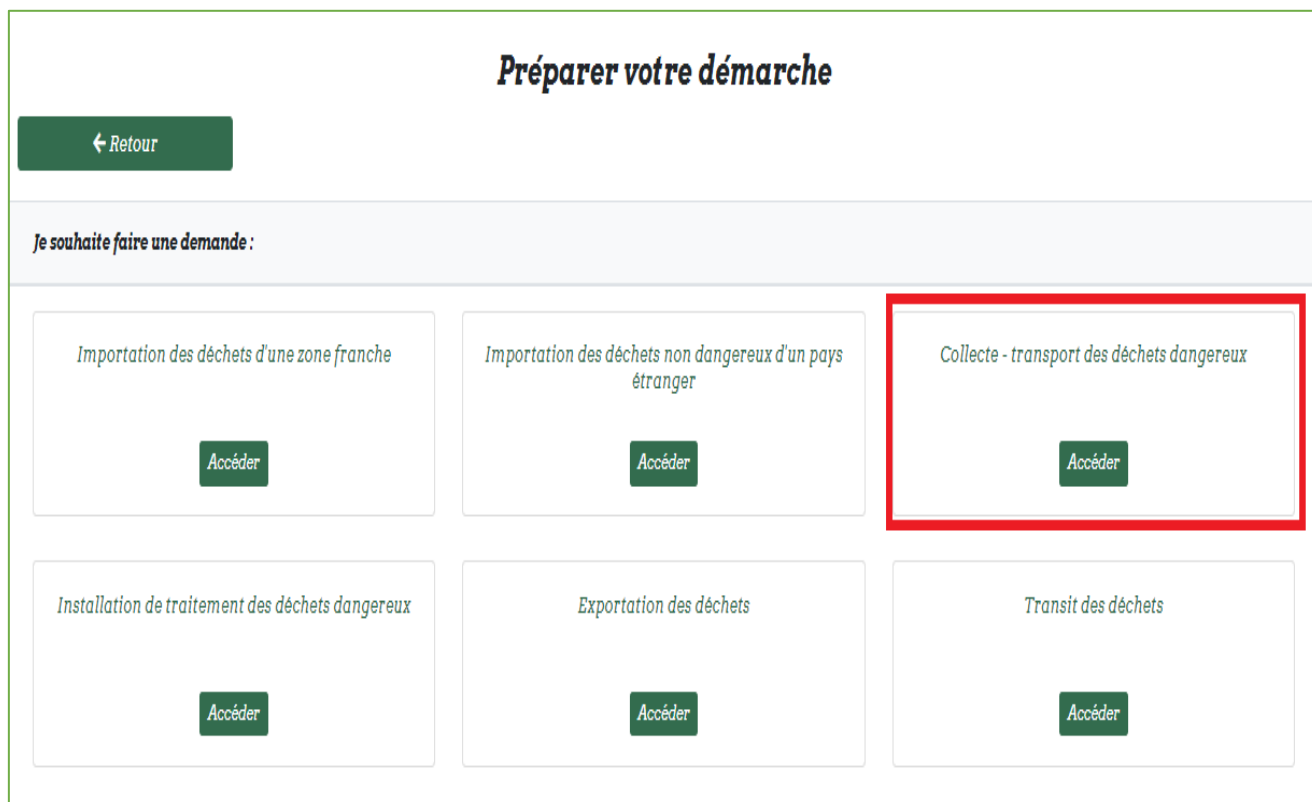 Préparer votre démarche
← Retour
Je souhaite faire une demande :
Importation des déchets d'une zone franche
Importation des déchets non dangereux d'un pays
étranger
Collecte - transport des déchets dangereux
Accéder
Accéder
Accéder
Installation de traitement des déchets dangereux
Exportation des déchets
Transit des déchets
Accéder
Accéder
Accéder